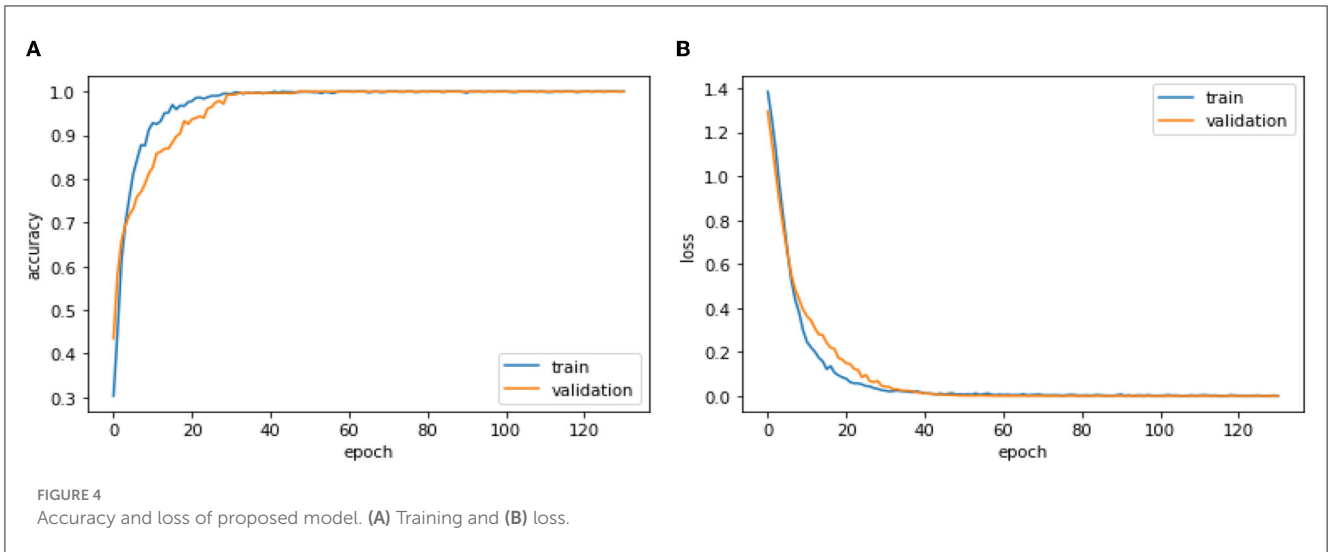 A
B
1.0
0.9
0.8
0.7
0.6
0.5
0.4
0.3
accuracy
0 20 40 60 80 100 120
epoch
train
validation
1.4
1.2
1.0
0.8
0.6
0.4
0.2
0.0
loss
0 20 40 60 80 100 120
epoch
train
validation
FIGURE 4
Accuracy and loss of proposed model. (A) Training and (B) loss.